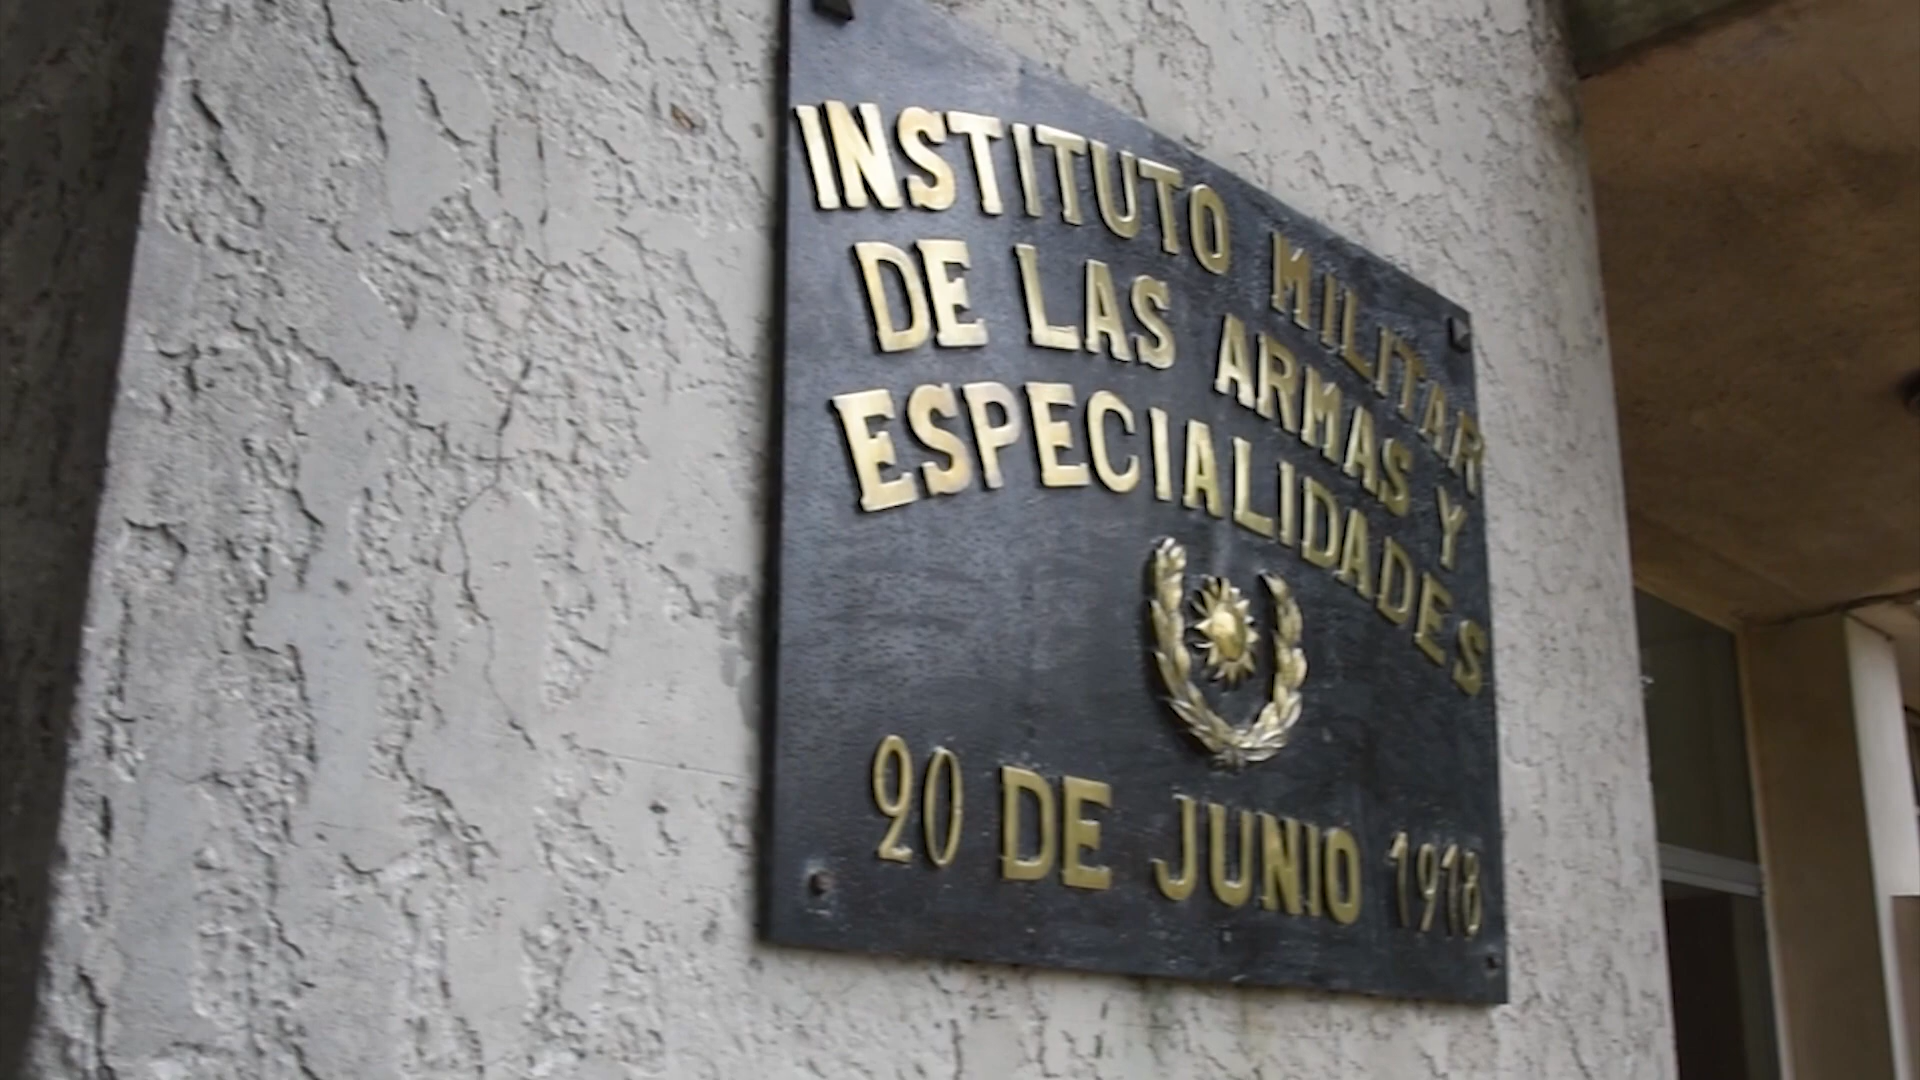 INSTITUTO MILITAR
DE LAS ARMAS Y
ESPECIALIDADES
20 DE JUNIO 1918